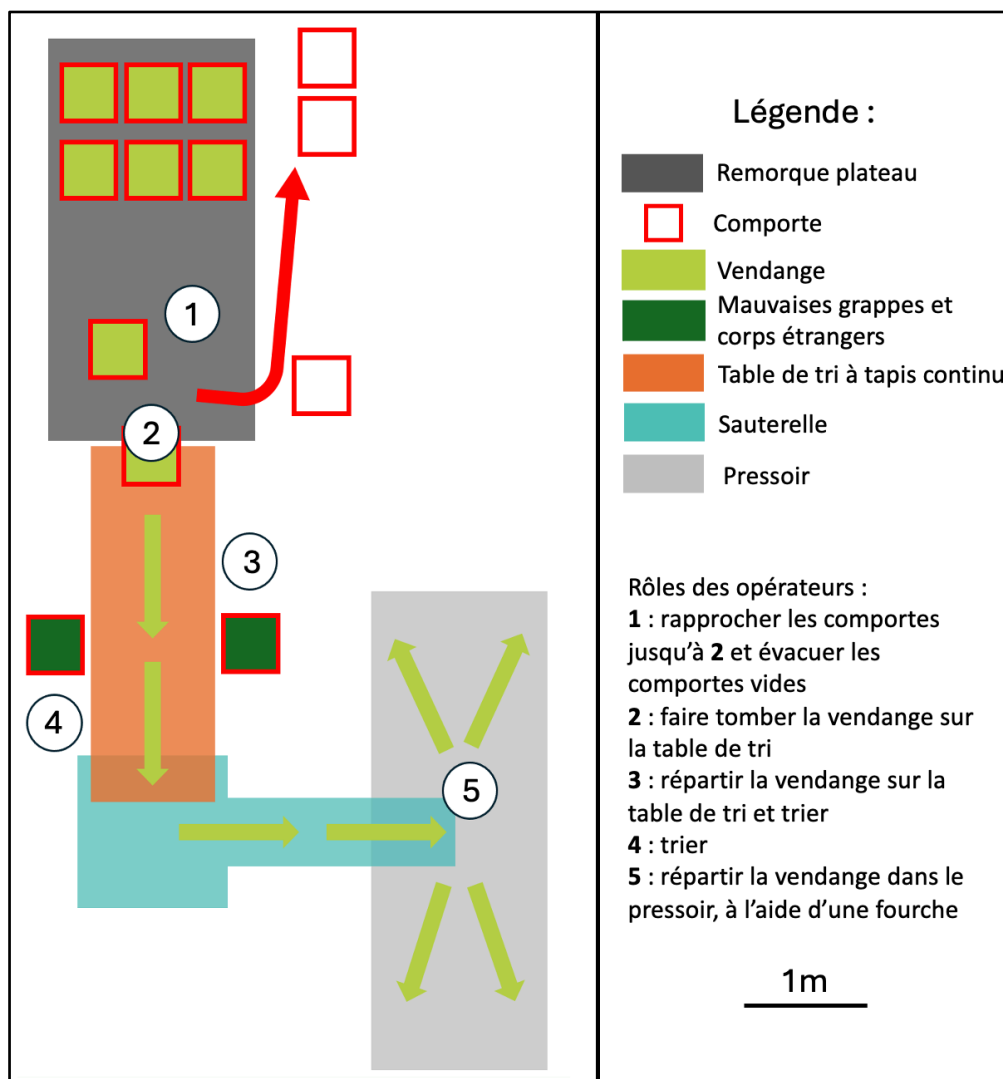 1
2
3
4
5
Légende :
Remorque plateau
Comporte
Vendange
Mauvaises grappes et
corps étrangers
Table de tri à tapis continu
Sauterelle
Pressoir
Rôles des opérateurs :
1 : rapprocher les comportes
jusqu’à 2 et évacuer les
comportes vides
2 : faire tomber la vendange sur
la table de tri
3 : répartir la vendange sur la
table de tri et trier
4 : trier
5 : répartir la vendange dans le
pressoir, à l’aide d’une fourche
1m